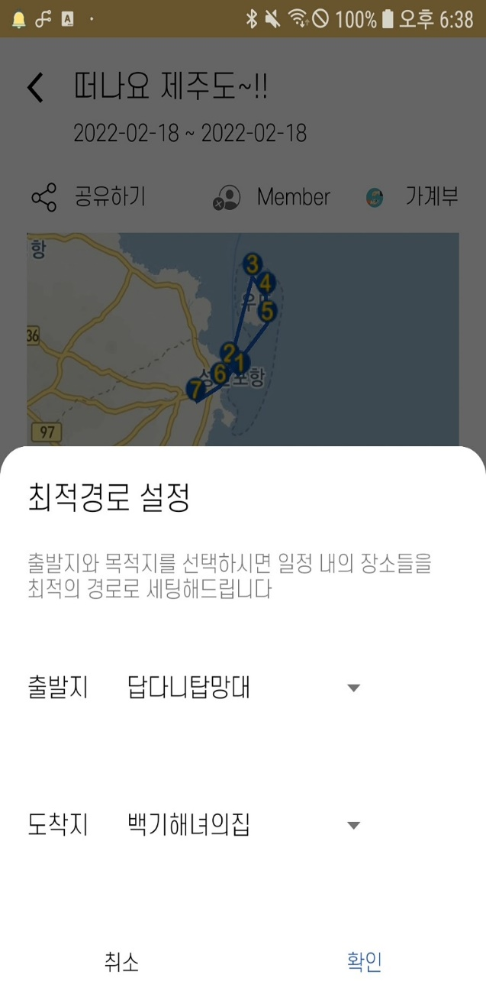 100% 오후 6:38
떠나요 제주도~!!
2022-02-18 ~ 2022-02-18
공유하기 Member 가계부
항
3
4
우도
5
36
2
1
6
성산포항
7
97
최적경로 설정
출발지와 목적지를 선택하시면 일정 내의 장소들을
최적의 경로로 세팅해드립니다
출발지 답다니탑망대
도착지 백기해녀의집
취소 확인